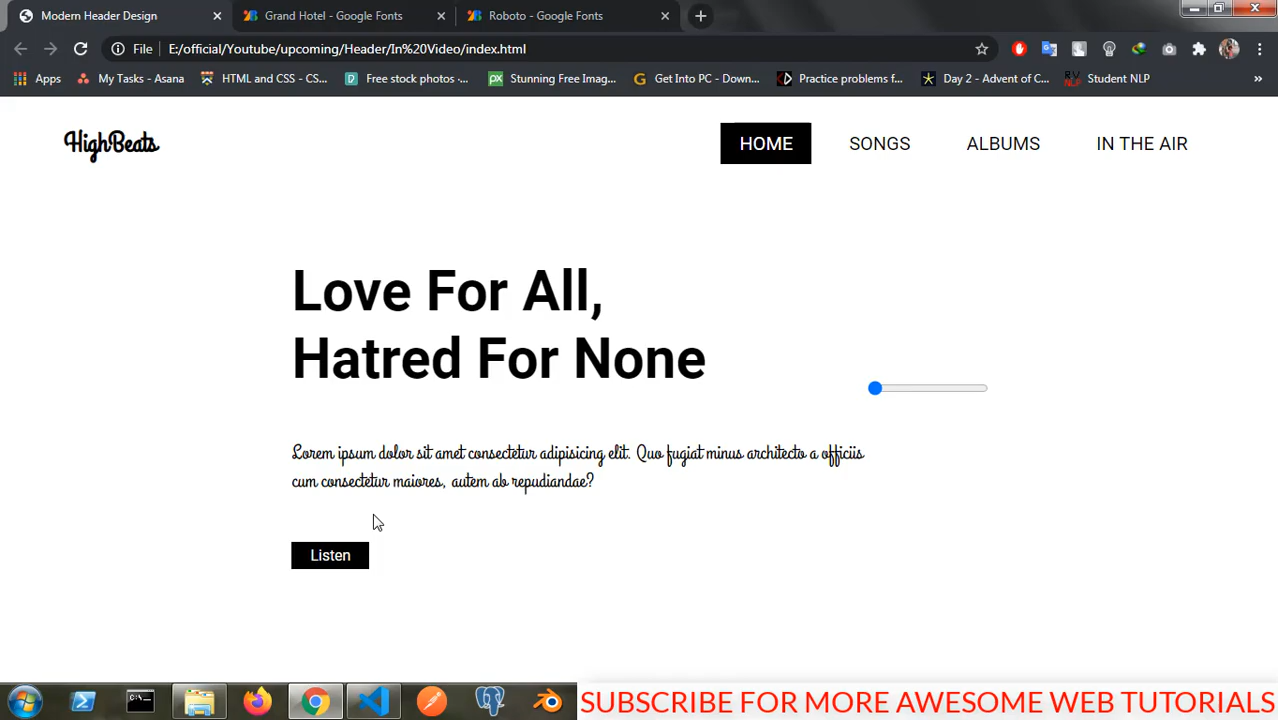 Modern Header Design
Grand Hotel - Google Fonts
Roboto - Google Fonts
File
E:/official/Youtube/upcoming/Header/In%20Video/index.html
Apps
My Tasks - Asana
HTML and CSS - CS...
Free stock photos -...
Stunning Free Imag...
Get Into PC - Down...
Practice problems f...
Day 2 - Advent of C...
Student NLP
»
HighBeats
HOME
SONGS
ALBUMS
IN THE AIR
Love For All,
Hatred For None
Lorem ipsum dolor sit amet consectetur adipisicing elit. Quo fugiat minus architecto a officiis
cum consectetur maiores, autem ab repudiandae?
Listen
SUBSCRIBE FOR MORE AWESOME WEB TUTORIALS